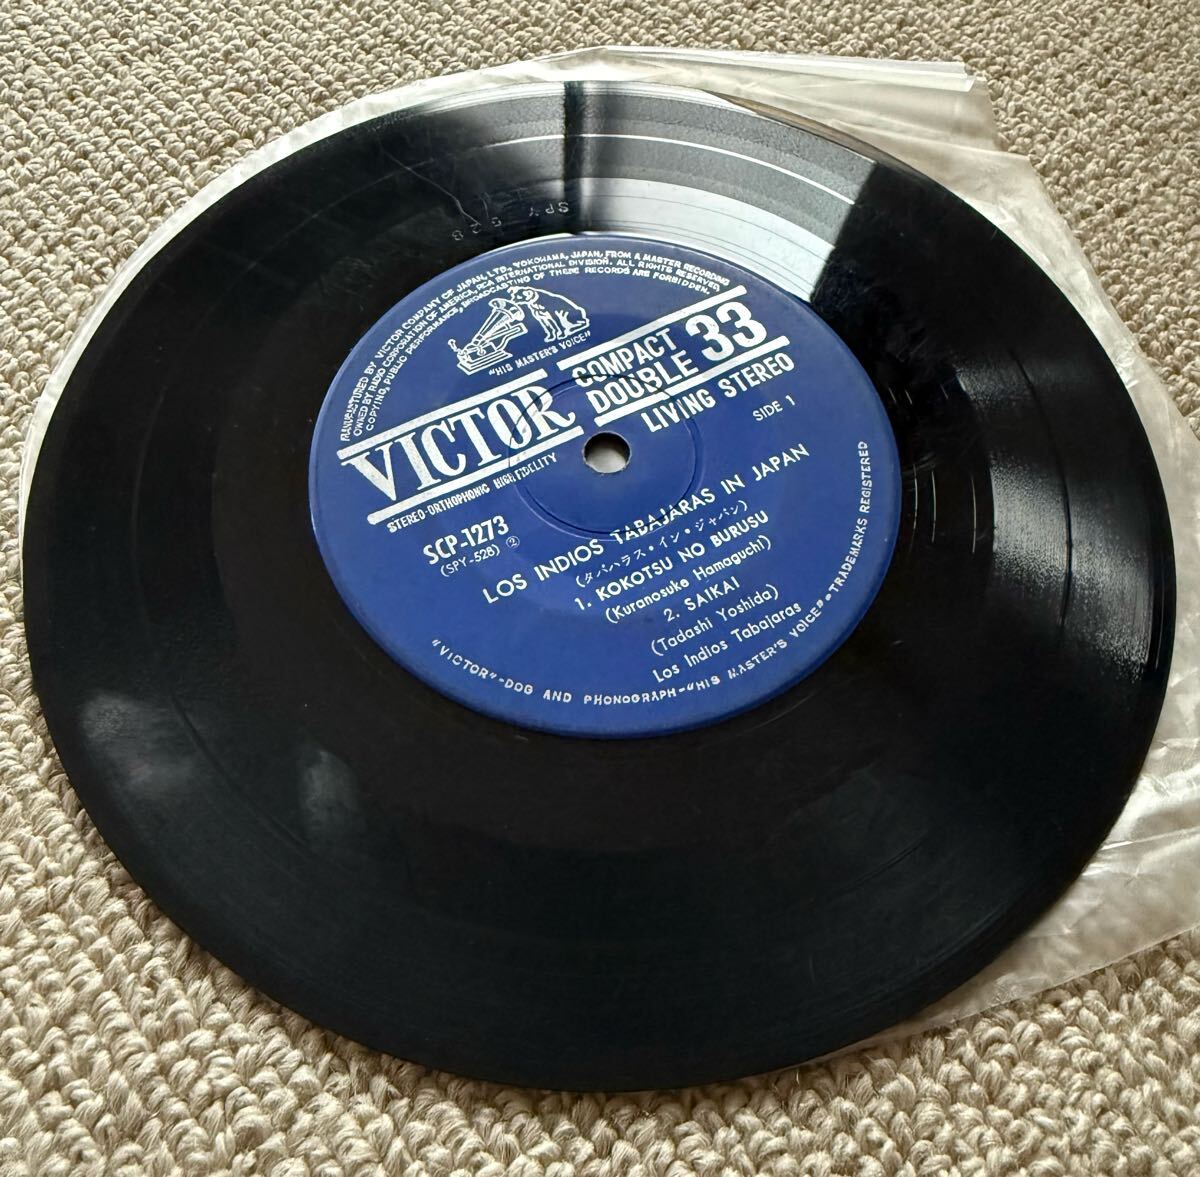 MANUFACTURED BY VICTOR COMPANY OF JAPAN, LTD., YOKOHAMA, JAPAN, FROM A MASTER RECORDING
OWNED BY RADIO CORPORATION OF AMERICA, RCA INTERNATIONAL DIVISION. ALL RIGHTS RESERVED.
COPYING, PUBLIC PERFORMANCE, BROADCASTING OF THESE RECORDS ARE FORBIDDEN.
"HIS MASTER'S VOICE"
VICTOR
COMPACT
DOUBLE 33
LIVING STEREO
STEREO-ORTHOPHONIC HIGH FIDELITY
SIDE 1
SCP-1273
(SPY-528) ②
LOS INDIOS TABAJARAS IN JAPAN
(タバハラス・イン・ジャパン)
1. KOKOTSU NO BURUSU
(Kuranosuke Hamaguchi)
2. SAIKAI
(Tadashi Yoshida)
Los Indios Tabajaras
"VICTOR"-DOG AND PHONOGRAPH-"HIS MASTER'S VOICE"•TRADEMARKS REGISTERED
SPY 528